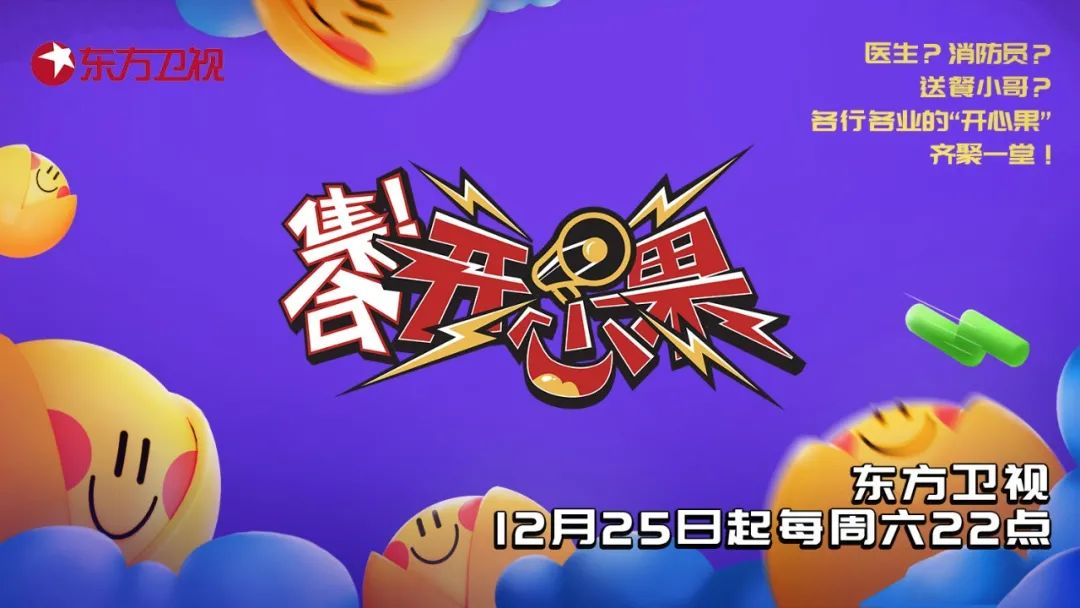 东方卫视
医生？消防员？
送餐小哥？
各行各业的“开心果”
齐聚一堂！
集合！
开心果
东方卫视
12月25日起每周六22点